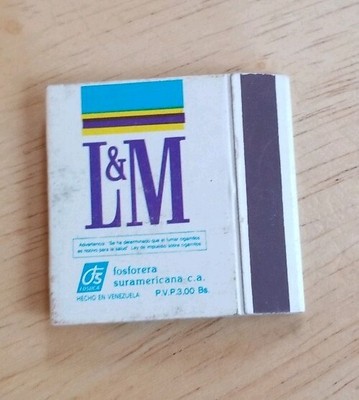 L&M
Advertencia: "Se ha determinado que el fumar cigarrillos
es nocivo para la salud" Ley de impuesto sobre cigarrillos
fosforera
suramericana c.a.
FOSUCA
HECHO EN VENEZUELA P.V.P.3,00 Bs.